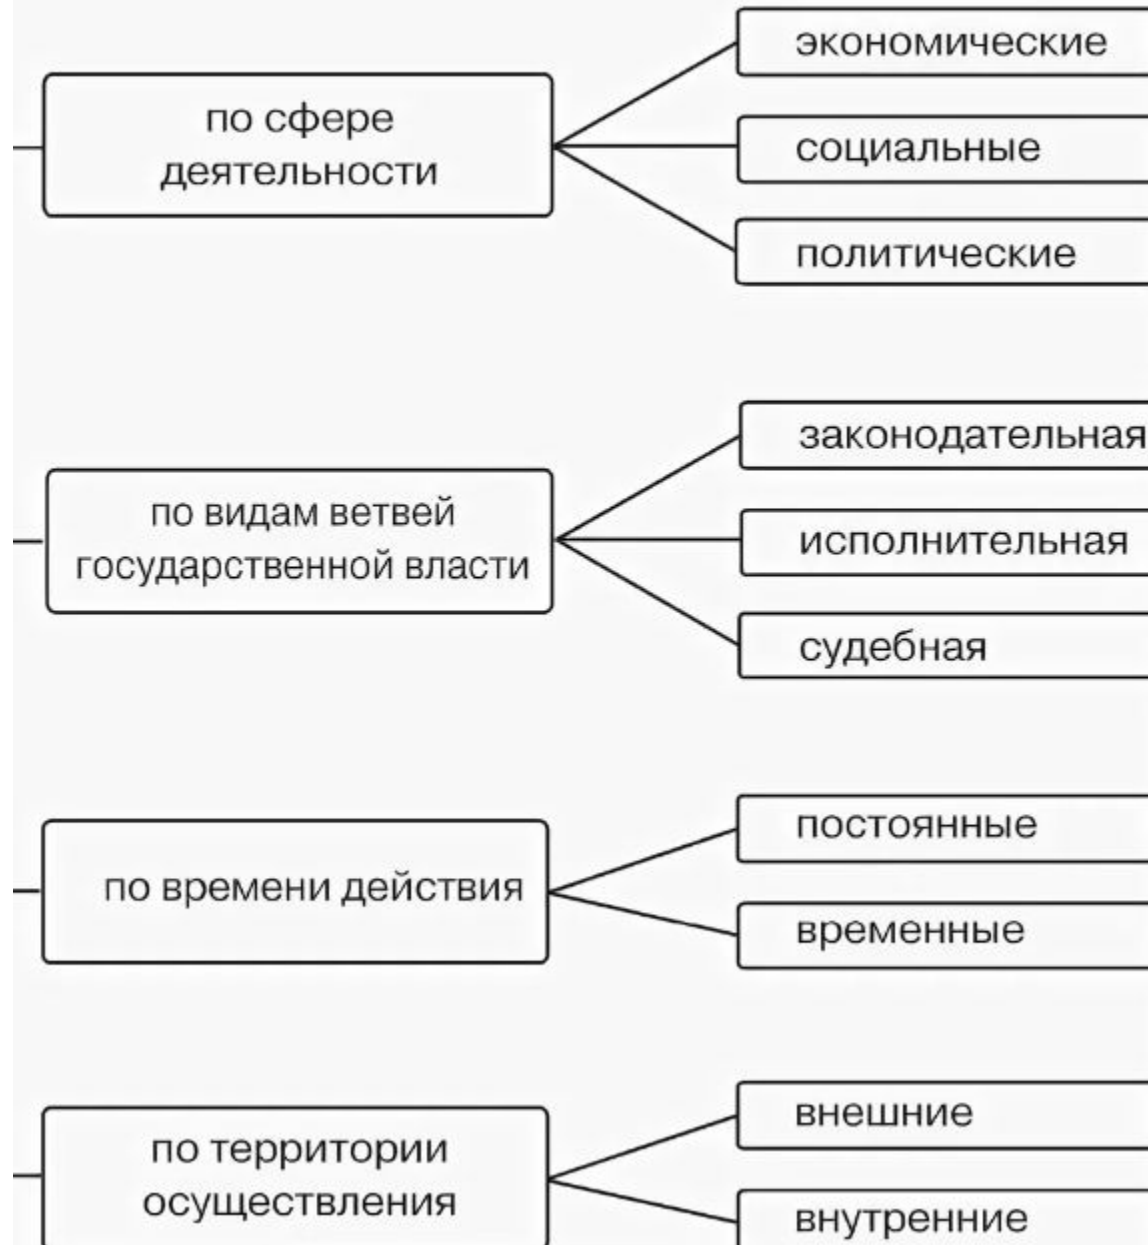 по сфере
деятельности
экономические
социальные
политические
по видам ветвей
государственной власти
законодательная
исполнительная
судебная
по времени действия
постоянные
временные
по территории
осуществления
внешние
внутренние